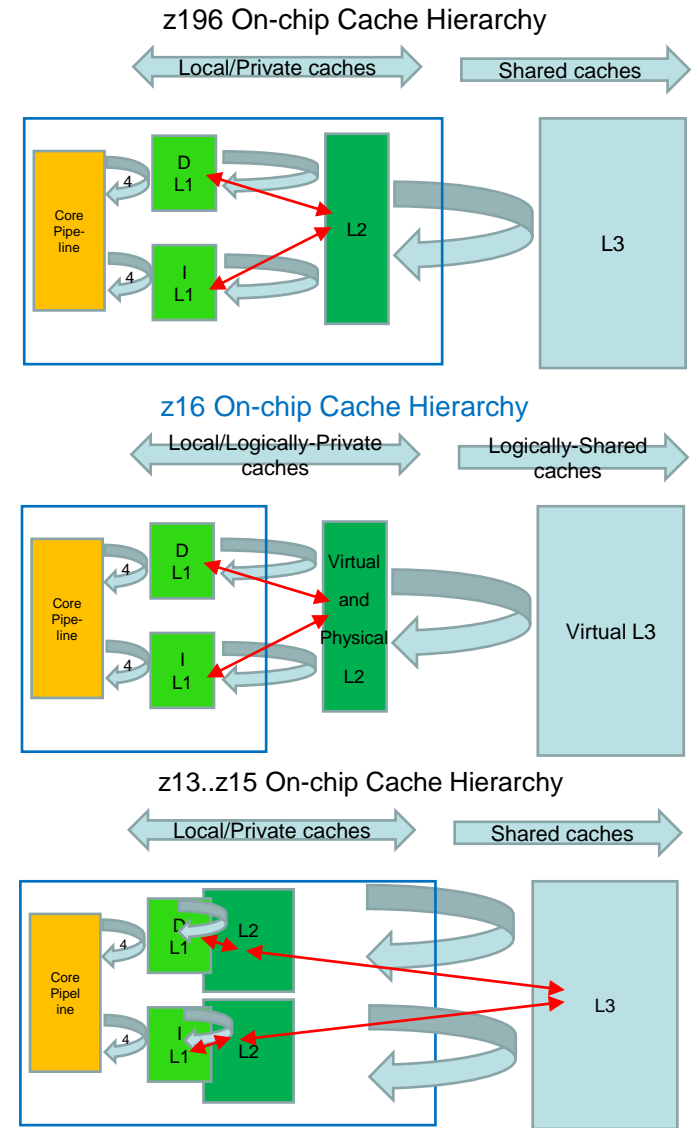 z196 On-chip Cache Hierarchy
Local/Private caches
Shared caches
Core
Pipe-
line
4
D
L1
4
I
L1
L2
L3
z16 On-chip Cache Hierarchy
Local/Logically-Private
caches
Logically-Shared
caches
Core
Pipe-
line
4
D
L1
4
I
L1
Virtual
and
Physical
L2
Virtual L3
z13..z15 On-chip Cache Hierarchy
Local/Private caches
Shared caches
Core
Pipel
ine
4
D
L1
L2
4
I
L1
L2
L3